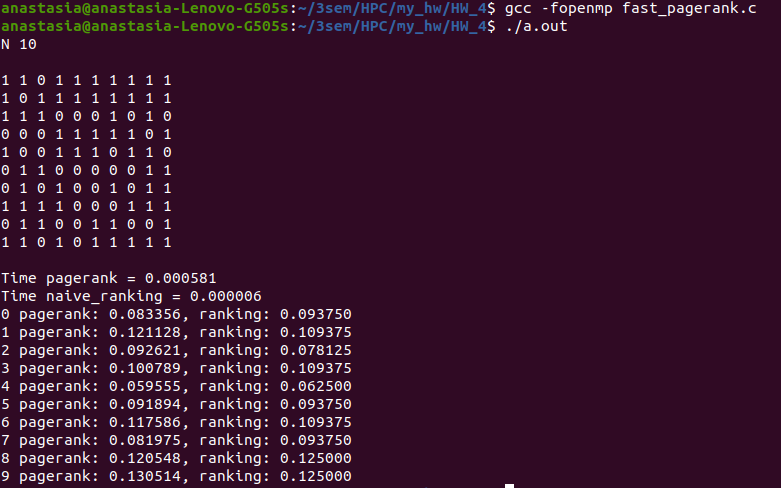 anastasia@anastasia-Lenovo-G505s:~/3sem/HPC/my_hw/HW_4$ gcc -fopenmp fast_pagerank.c
anastasia@anastasia-Lenovo-G505s:~/3sem/HPC/my_hw/HW_4$ ./a.out
N 10
1 1 0 1 1 1 1 1 1 1
1 0 1 1 1 1 1 1 1 1
1 1 1 0 0 0 1 0 1 0
0 0 0 1 1 1 1 1 0 1
1 0 0 1 1 1 0 1 1 0
0 1 1 0 0 0 0 0 1 1
0 1 0 1 0 0 1 0 1 1
1 1 1 1 0 0 0 1 1 1
0 1 1 0 0 1 1 0 0 1
1 1 0 1 0 1 1 1 1 1
Time pagerank = 0.000581
Time naive_ranking = 0.000006
0 pagerank: 0.083356, ranking: 0.093750
1 pagerank: 0.121128, ranking: 0.109375
2 pagerank: 0.092621, ranking: 0.078125
3 pagerank: 0.100789, ranking: 0.109375
4 pagerank: 0.059555, ranking: 0.062500
5 pagerank: 0.091894, ranking: 0.093750
6 pagerank: 0.117586, ranking: 0.109375
7 pagerank: 0.081975, ranking: 0.093750
8 pagerank: 0.120548, ranking: 0.125000
9 pagerank: 0.130514, ranking: 0.125000